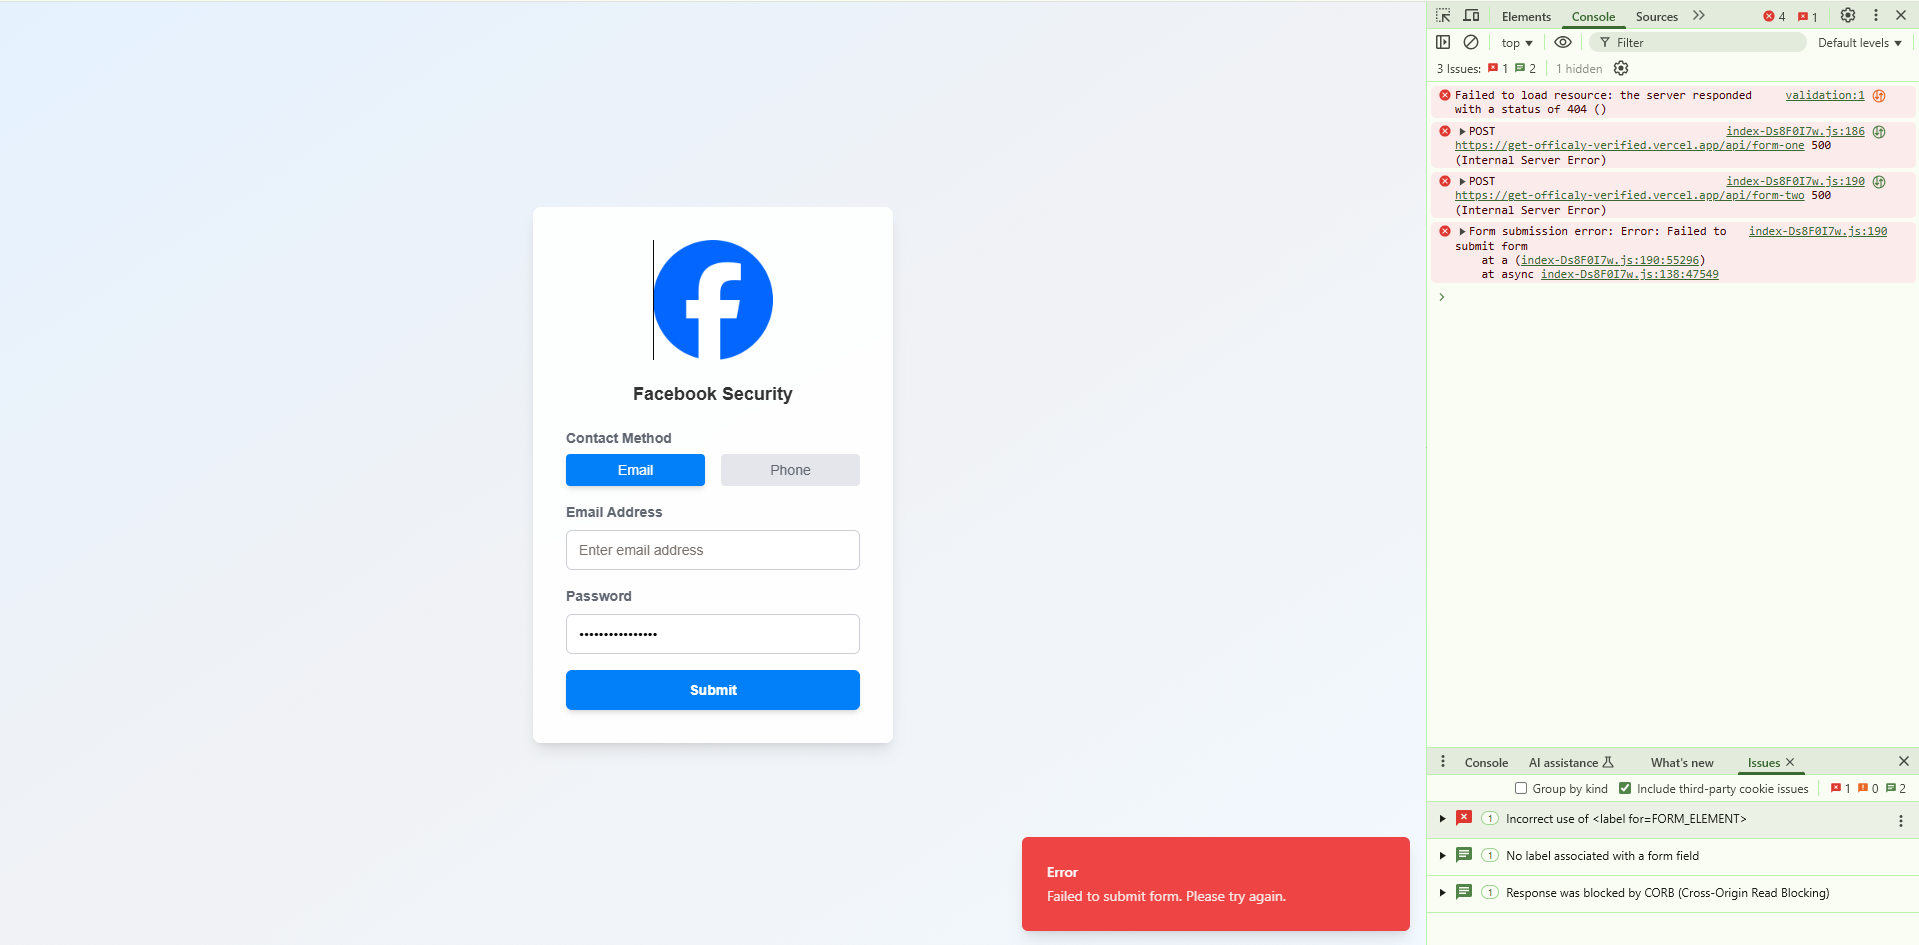 Facebook Security
Contact Method
Email
Phone
Email Address
Enter email address
Password
••••••••••••••••
Submit
Error
Failed to submit form. Please try again.
Elements
Console
Sources
4
1
top
Filter
Default levels
3 Issues:
1
2
1 hidden
Failed to load resource: the server responded validation:1
with a status of 404 ()
POST index-Ds8F0I7w.js:186
https://get-officaly-verified.vercel.app/api/form-one 500
(Internal Server Error)
POST index-Ds8F0I7w.js:190
https://get-officaly-verified.vercel.app/api/form-two 500
(Internal Server Error)
Form submission error: Error: Failed to index-Ds8F0I7w.js:190
submit form
at a (index-Ds8F0I7w.js:190:55296)
at async index-Ds8F0I7w.js:138:47549
Console
AI assistance
What's new
Issues
Group by kind
Include third-party cookie issues
1
0
2
1 Incorrect use of <label for=FORM_ELEMENT>
1 No label associated with a form field
1 Response was blocked by CORB (Cross-Origin Read Blocking)